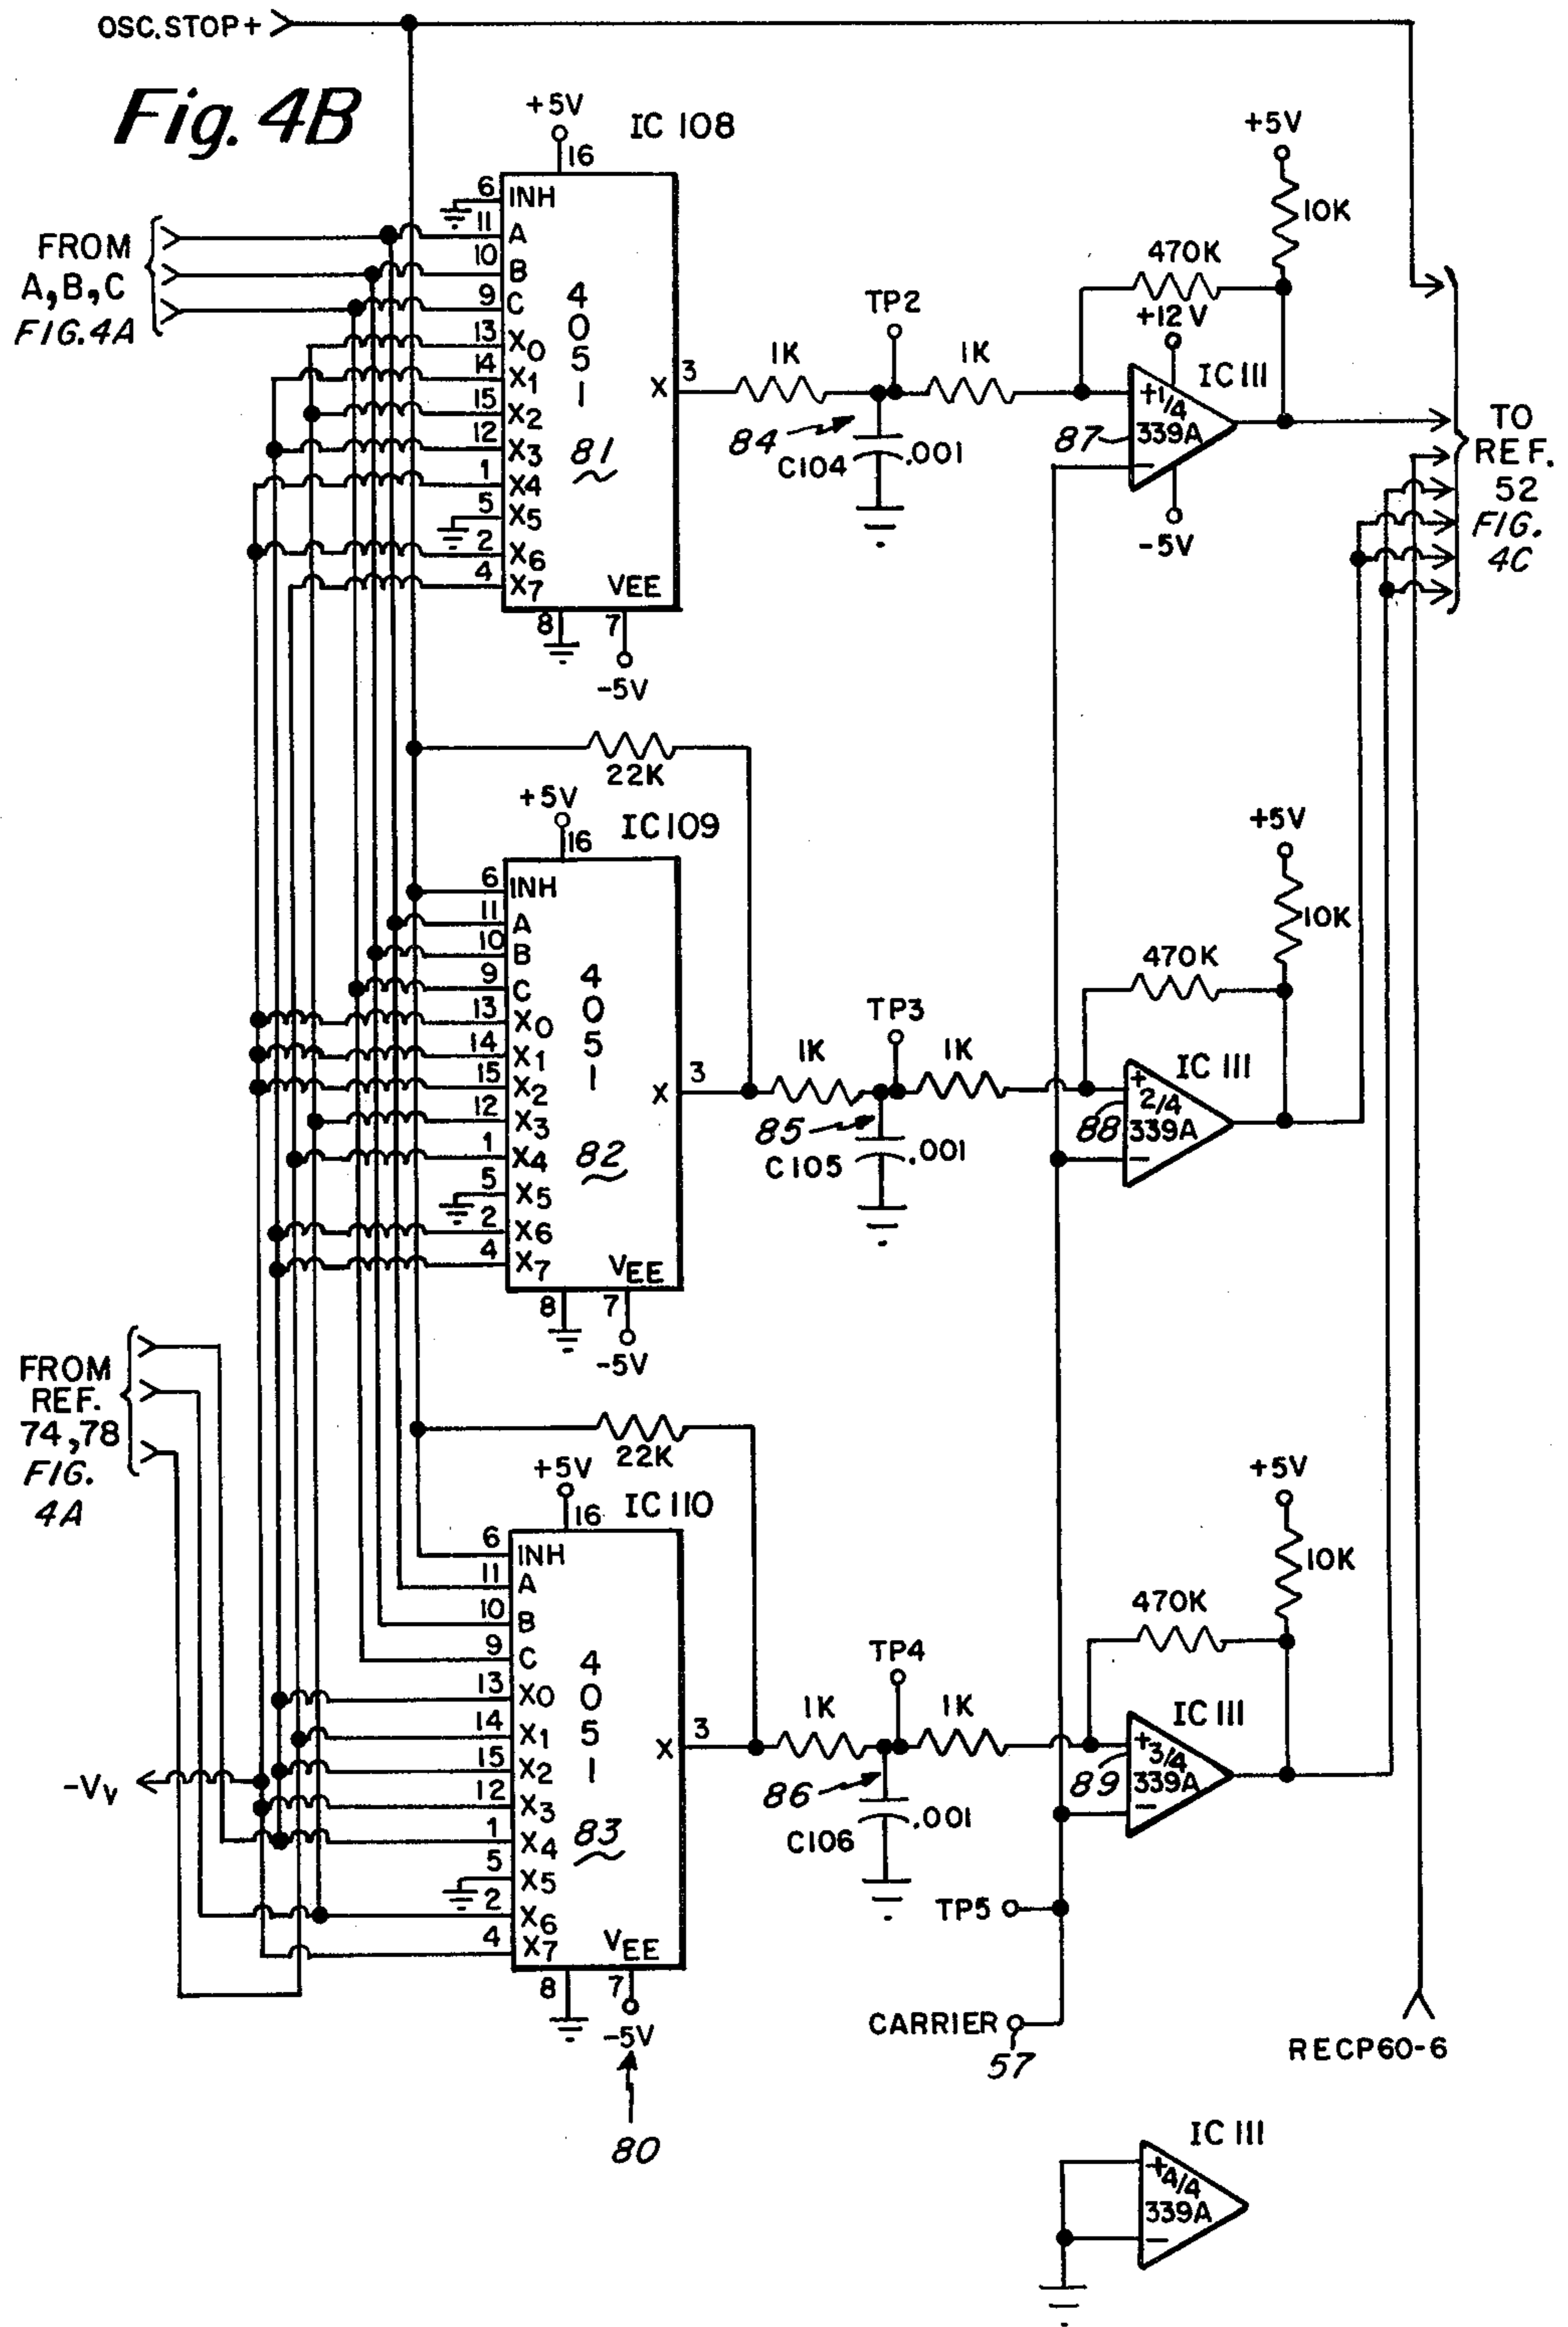 OSC.STOP+
Fig. 4B
+5V
IC 108
16
6 INH
11 A
10 B
9 C
13 X0
14 X1
15 X2
12 X3
1 X4
5 X5
2 X6
4 X7
4051
81
X 3
VEE
8
7
-5V
FROM
A,B,C
FIG.4A
1K
TP2
1K
84
C104
.001
470K
+5V
10K
+12V
IC 111
+1/4
339A
-
87
-5V
TO
REF.
52
FIG.
4C
22K
+5V
IC109
16
6 INH
11 A
10 B
9 C
13 X0
14 X1
15 X2
12 X3
1 X4
5 X5
2 X6
4 X7
4051
82
X 3
VEE
8
7
-5V
1K
TP3
1K
85
C105
.001
470K
+5V
10K
IC 111
+2/4
339A
-
88
FROM
REF.
74,78
FIG.
4A
22K
+5V
IC 110
16
6 INH
11 A
10 B
9 C
13 X0
14 X1
15 X2
12 X3
1 X4
5 X5
2 X6
4 X7
4051
83
X 3
VEE
8
7
-5V
80
-VV
1K
TP4
1K
86
C106
.001
470K
+5V
10K
IC 111
+3/4
339A
-
89
TP5
CARRIER
57
RECP60-6
IC 111
+4/4
339A
-